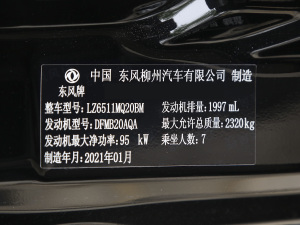 中国 东风柳州汽车有限公司 制造
东风牌
整车型号: LZ6511MQ20BM 发动机排量: 1997 mL
发动机型号: DFMB20AQA 最大允许总质量: 2320kg
发动机最大净功率: 95 kW 乘坐人数: 7
制造年月: 2021年01月